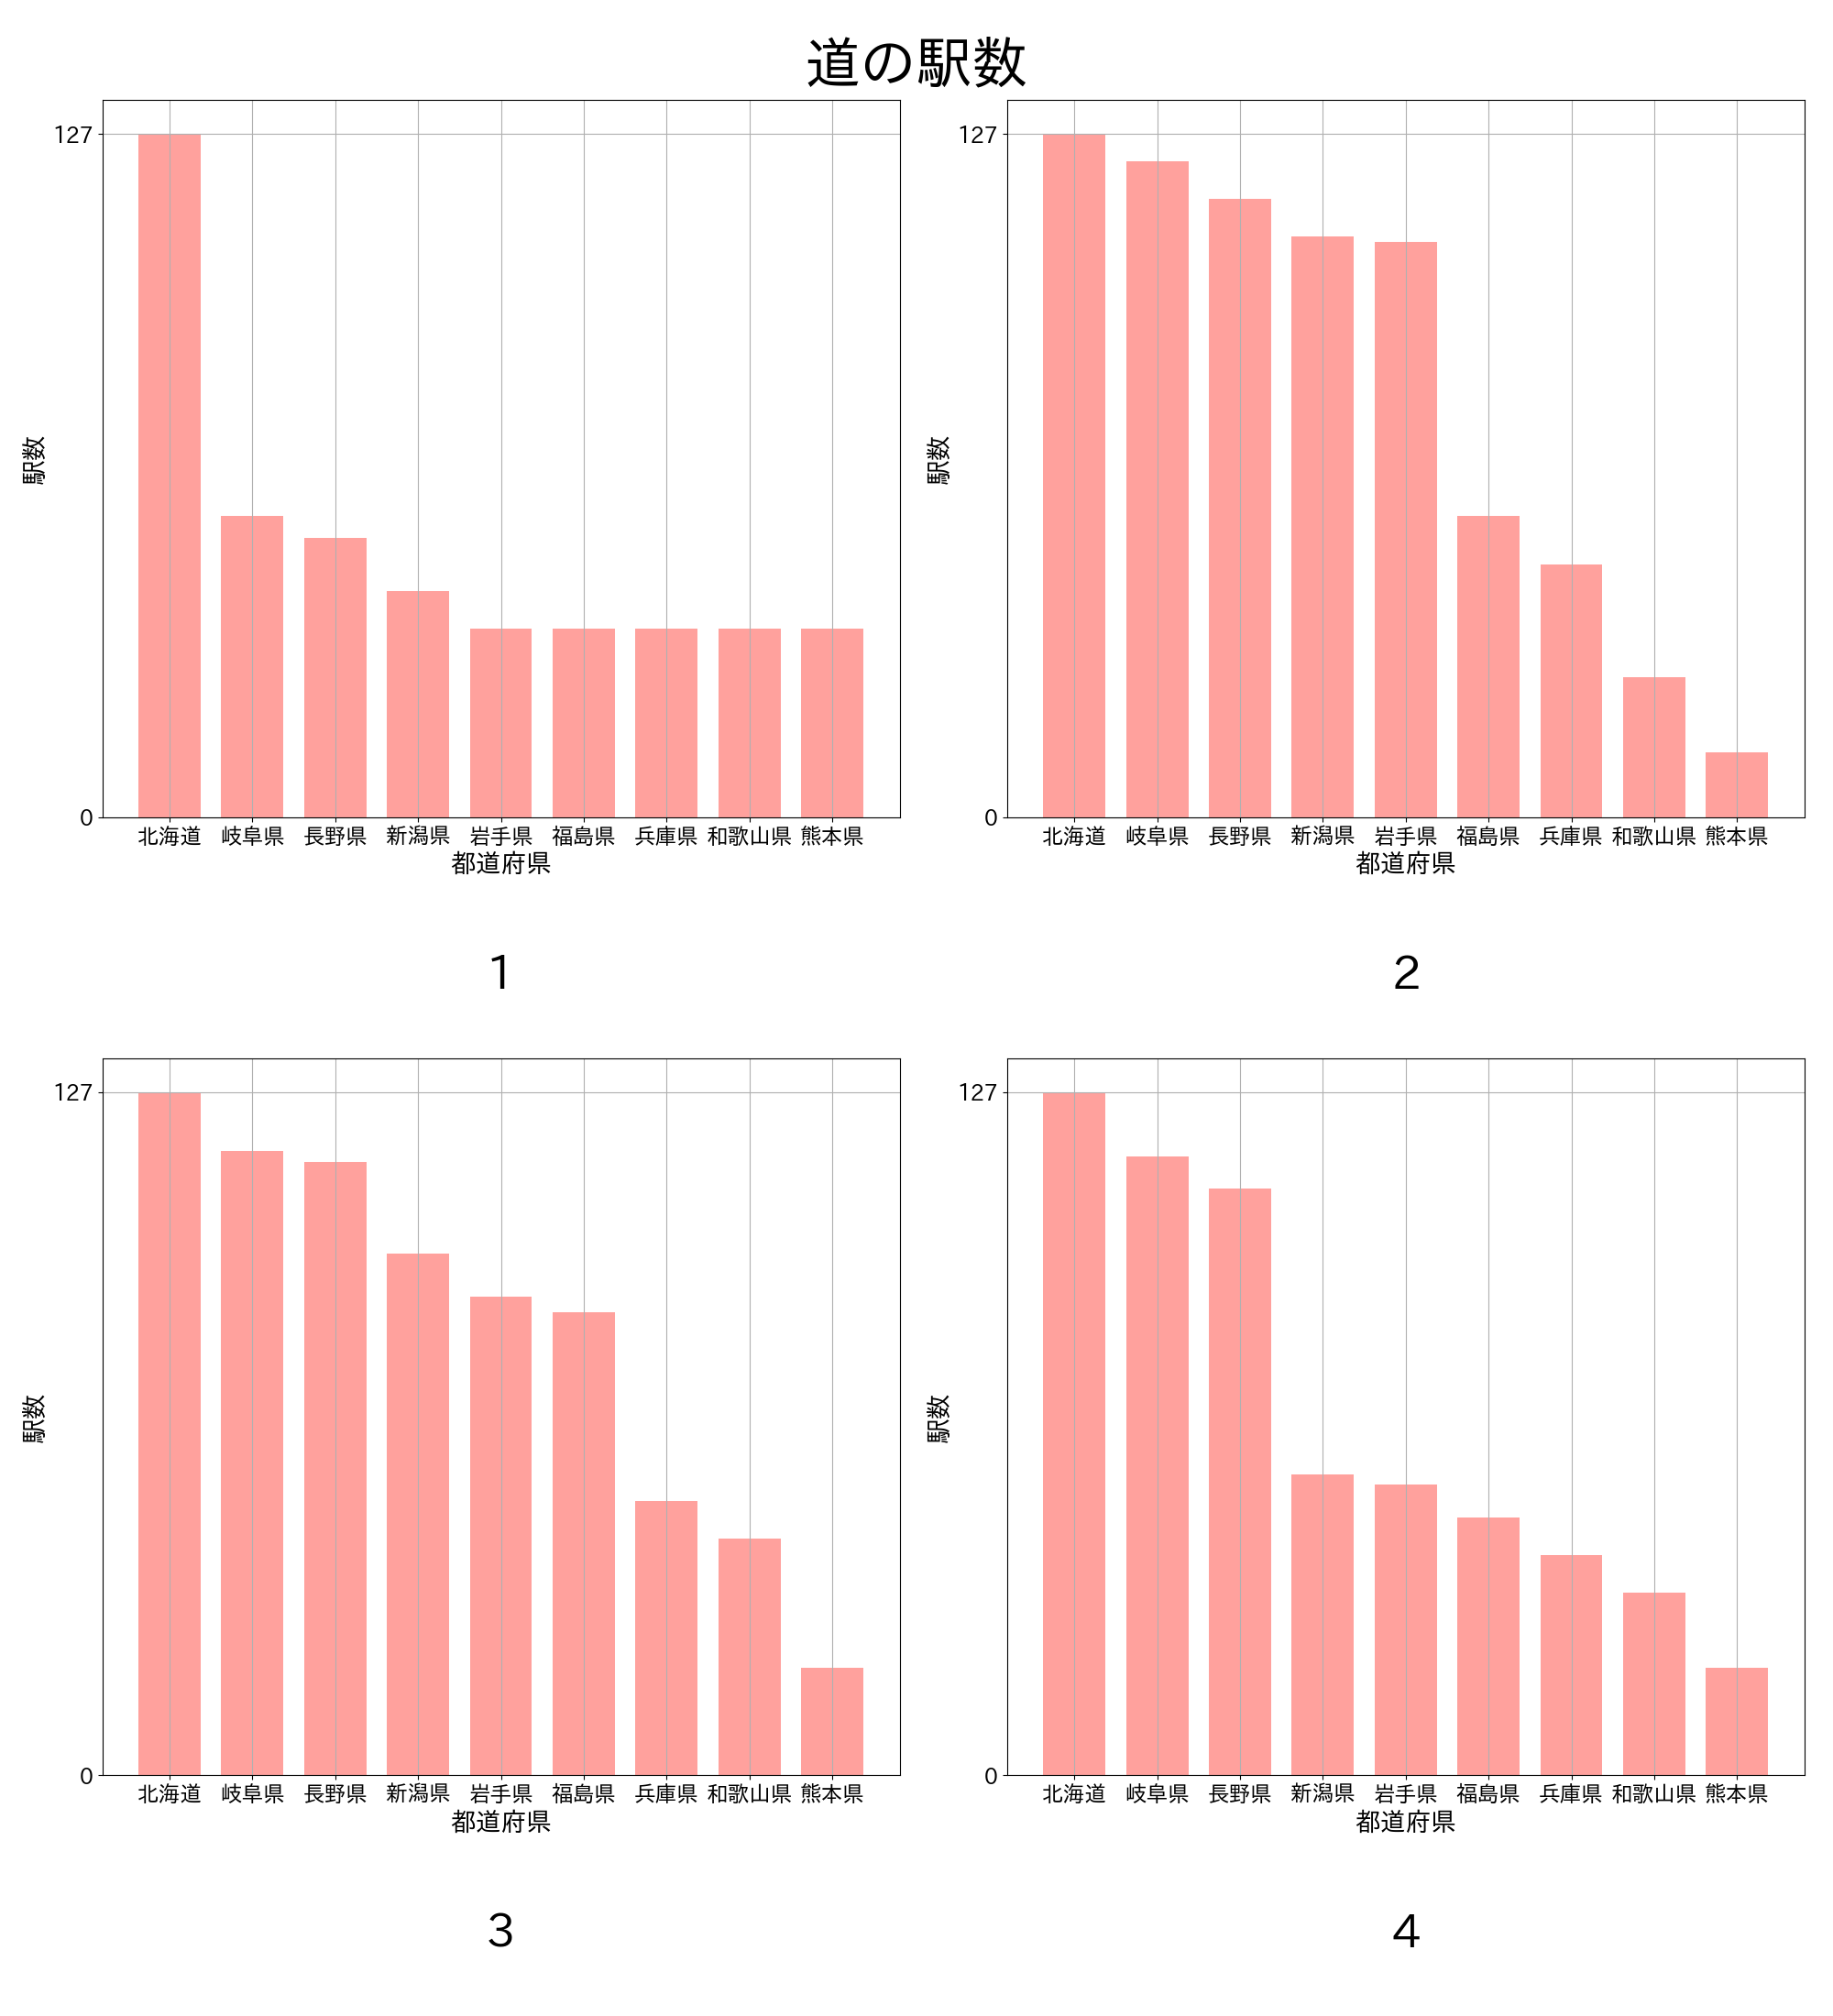 道の駅数
127
0
駅数
北海道 岐阜県 長野県 新潟県 岩手県 福島県 兵庫県 和歌山県 熊本県
都道府県
1
127
0
駅数
北海道 岐阜県 長野県 新潟県 岩手県 福島県 兵庫県 和歌山県 熊本県
都道府県
2
127
0
駅数
北海道 岐阜県 長野県 新潟県 岩手県 福島県 兵庫県 和歌山県 熊本県
都道府県
3
127
0
駅数
北海道 岐阜県 長野県 新潟県 岩手県 福島県 兵庫県 和歌山県 熊本県
都道府県
4